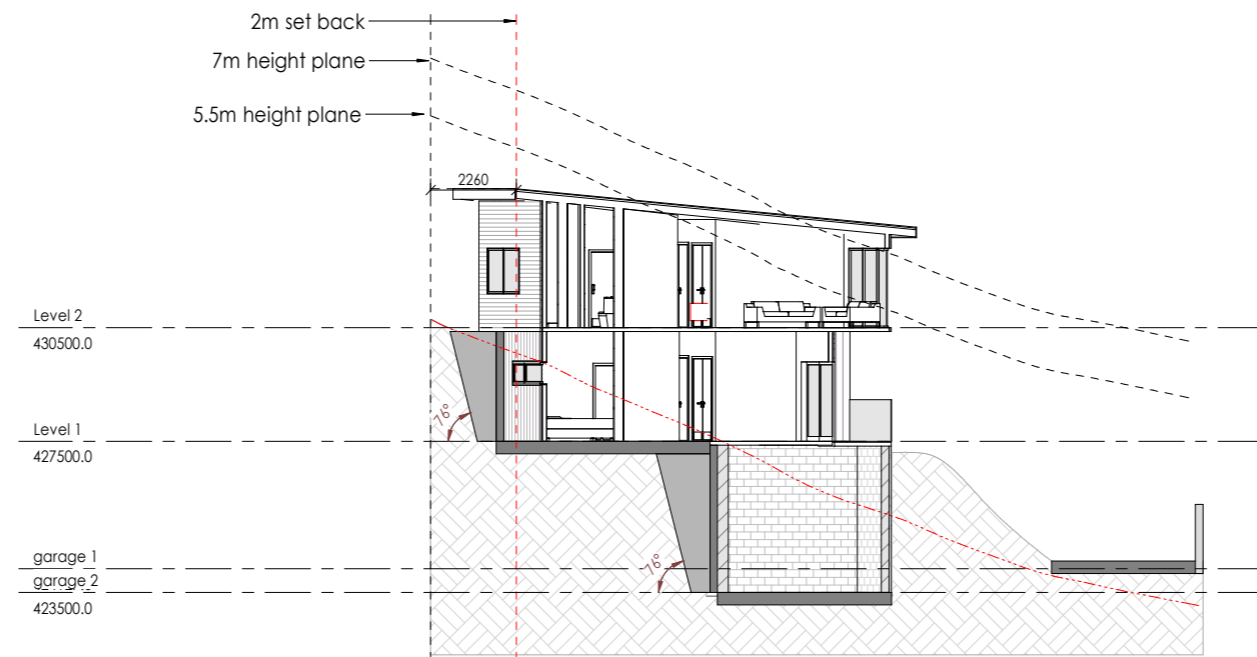 2m set back
7m height plane
5.5m height plane
2260
Level 2
430500.0
76°
Level 1
427500.0
76°
garage 1
garage 2
423500.0